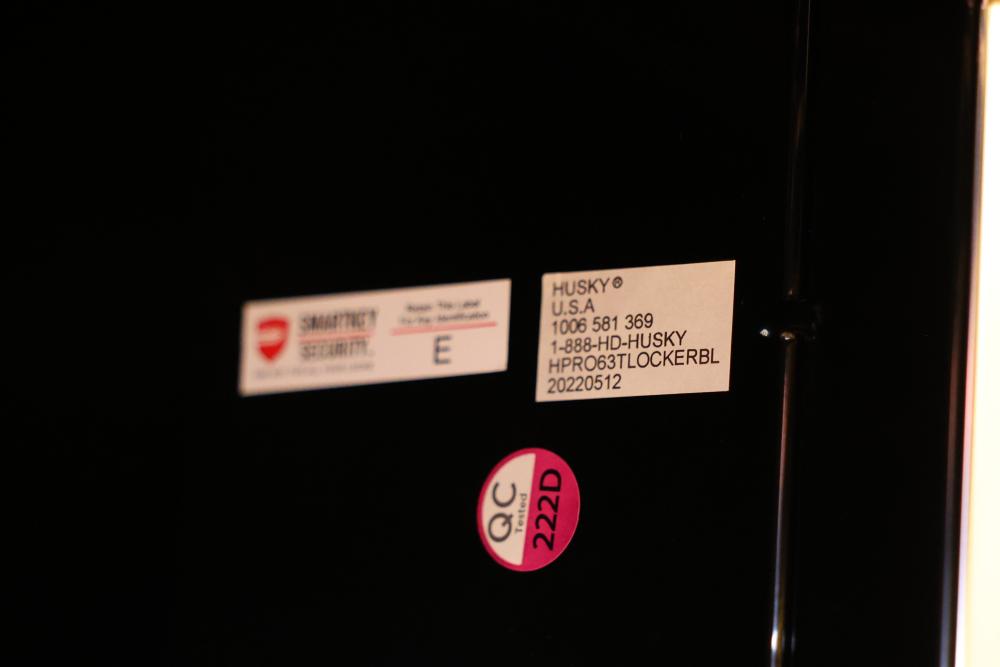 SMARTKEY
SECURITY
Retain This Label
For Key Identification
E
HUSKY®
U.S.A
1006 581 369
1-888-HD-HUSKY
HPRO63TLOCKERBL
20220512
QC
Tested
222D